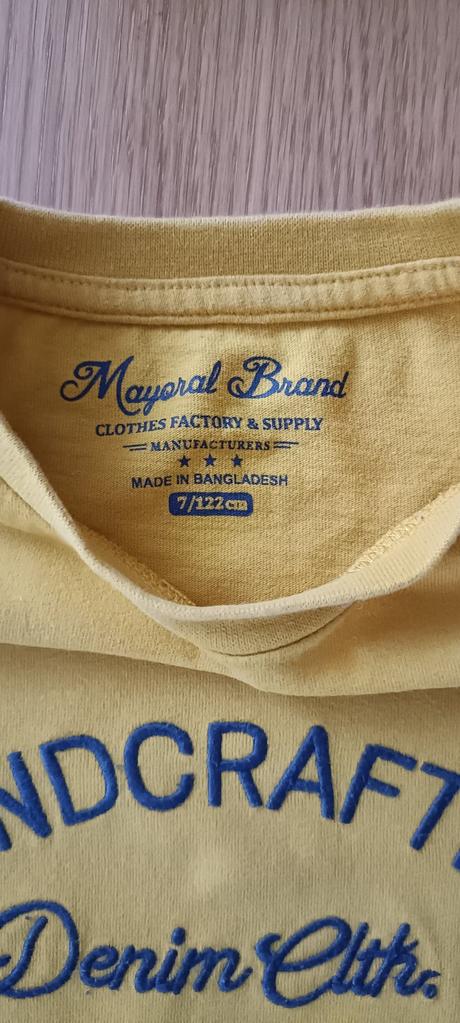 Mayoral Brand
CLOTHES FACTORY & SUPPLY
MANUFACTURERS
MADE IN BANGLADESH
7/122cm
NDCRAFT
Denim Clth.